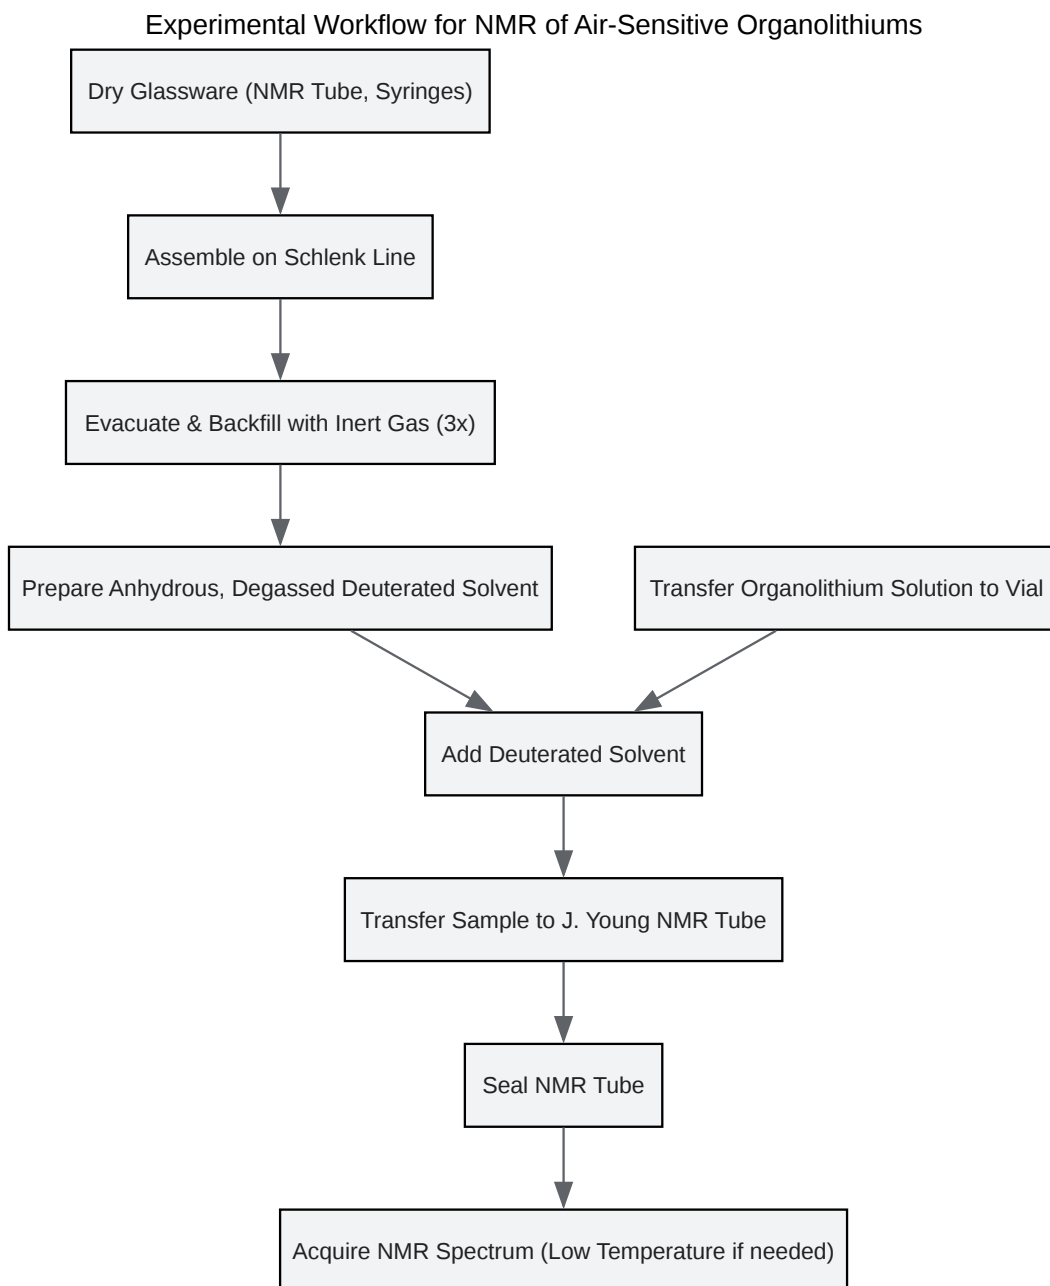 Experimental Workflow for NMR of Air-Sensitive Organolithiums
Dry Glassware (NMR Tube, Syringes)
Assemble on Schlenk Line
Evacuate & Backfill with Inert Gas (3x)
Prepare Anhydrous, Degassed Deuterated Solvent
Transfer Organolithium Solution to Vial
Add Deuterated Solvent
Transfer Sample to J. Young NMR Tube
Seal NMR Tube
Acquire NMR Spectrum (Low Temperature if needed)